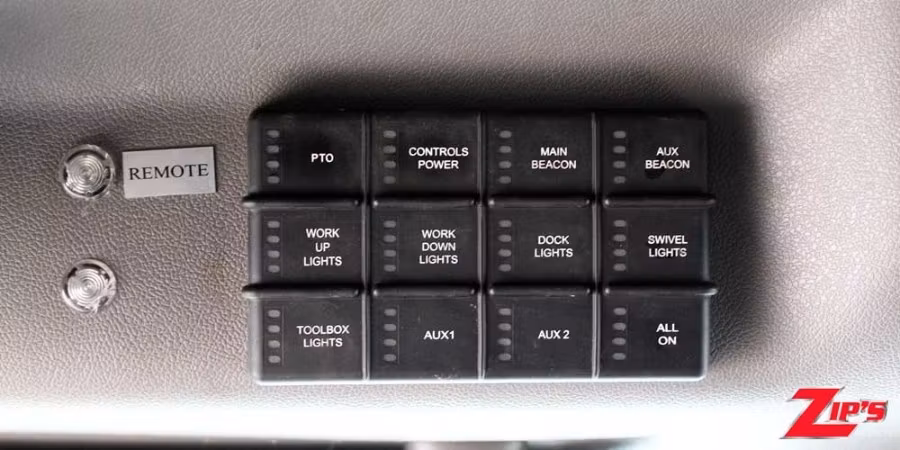 REMOTE
PTO
CONTROLS
POWER
MAIN
BEACON
AUX
BEACON
WORK
UP
LIGHTS
WORK
DOWN
LIGHTS
DOCK
LIGHTS
SWIVEL
LIGHTS
TOOLBOX
LIGHTS
AUX1
AUX 2
ALL
ON
ZIP'S